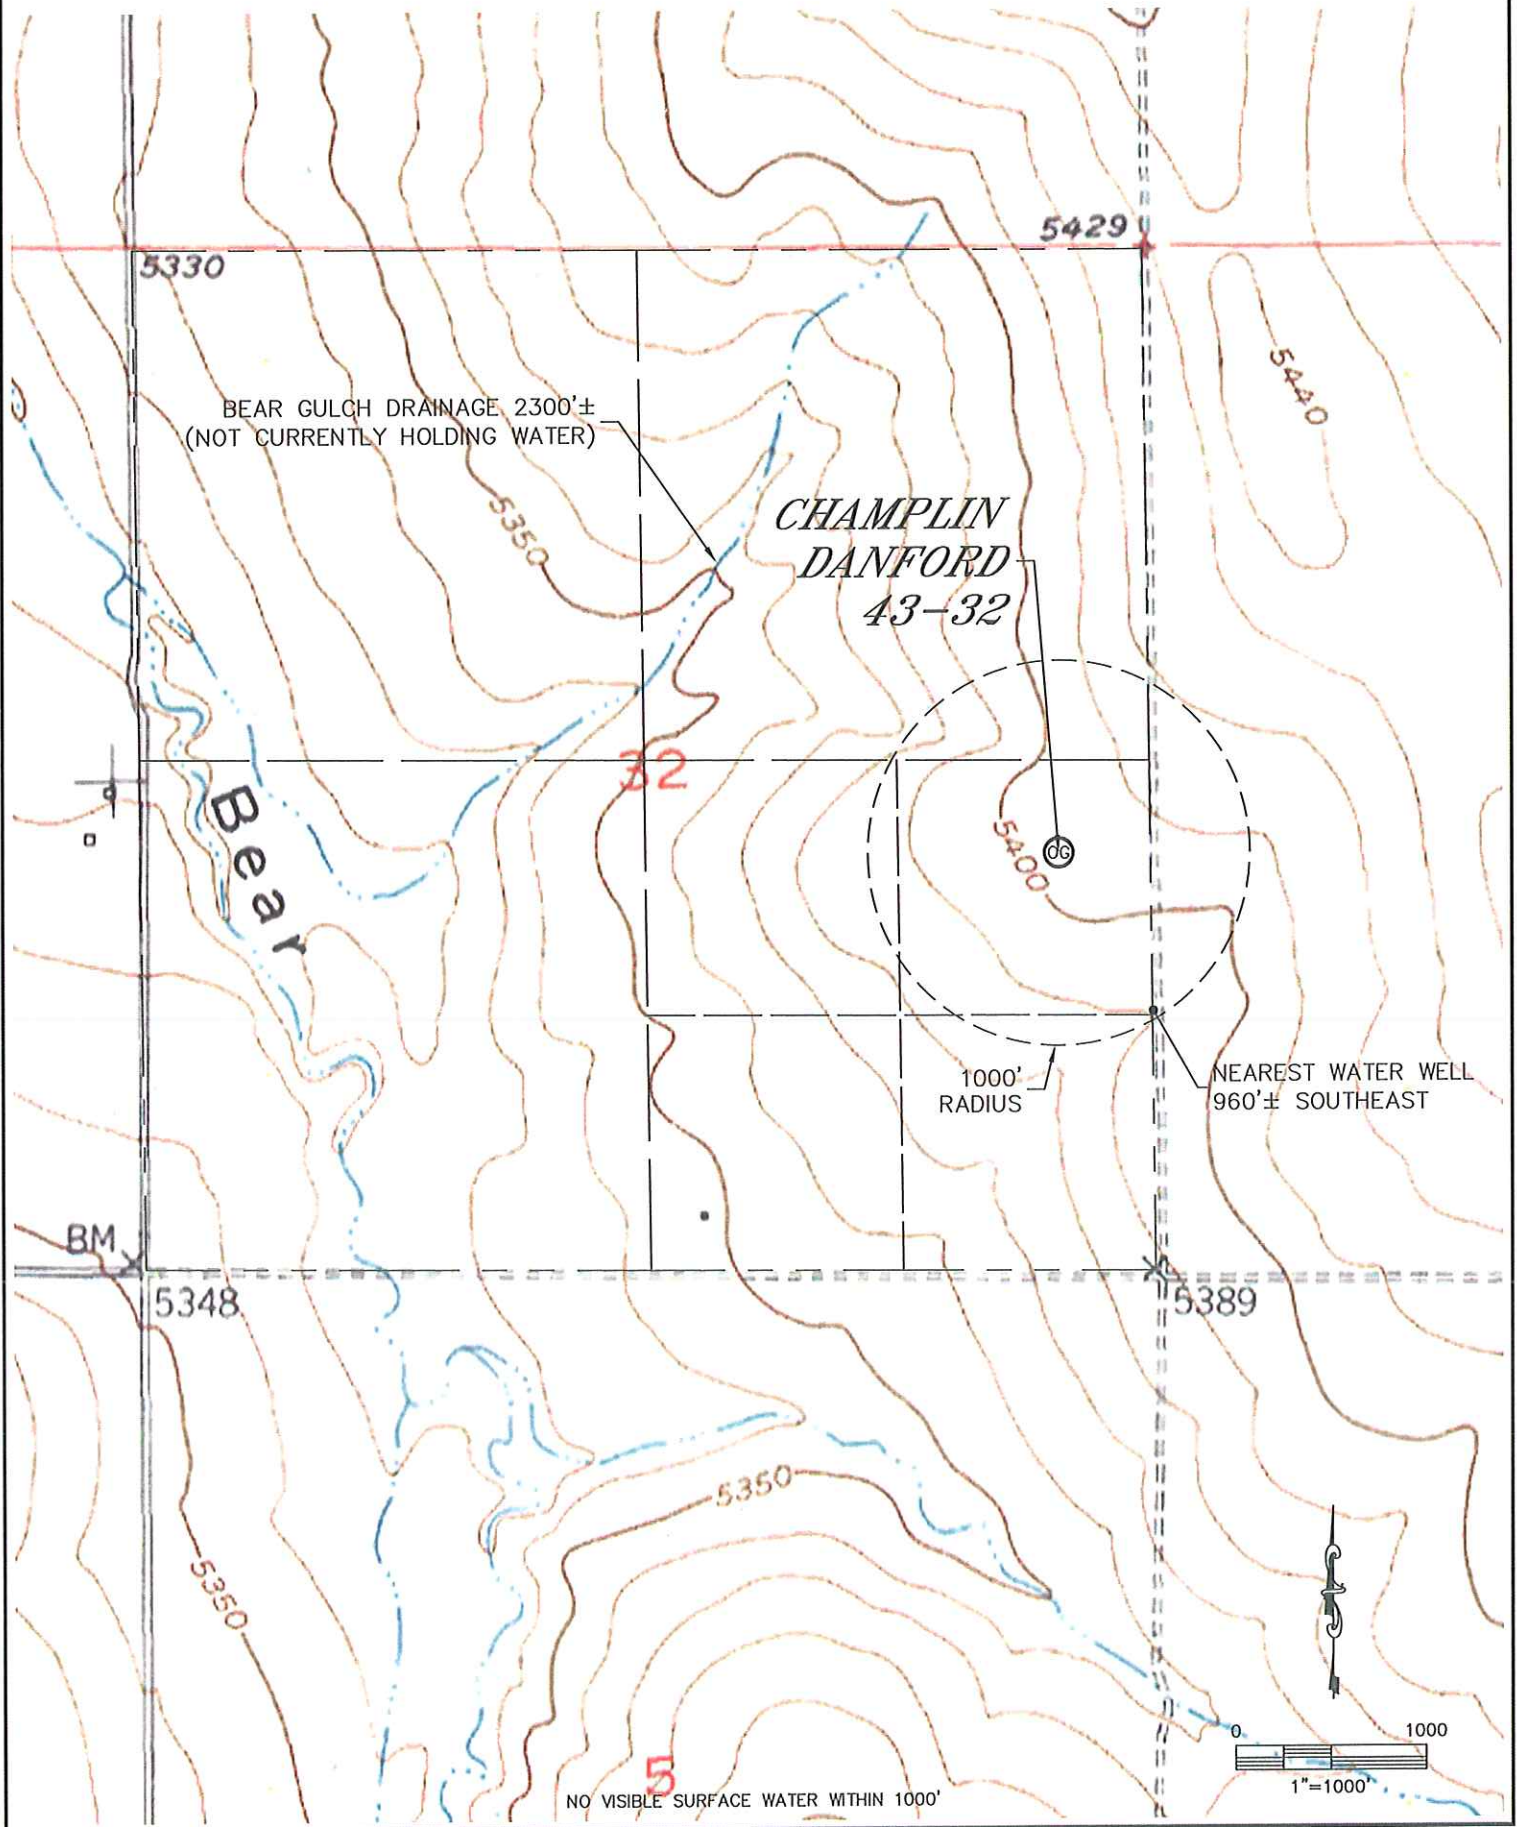 5429
5330
5440
BEAR GULCH DRAINAGE 2300'±
(NOT CURRENTLY HOLDING WATER)
5350
CHAMPLIN
DANFORD
43-32
32
Bear
5400
OG
1000'
RADIUS
NEAREST WATER WELL
960'± SOUTHEAST
BM
5348
5389
5350
5350
0 1000
1"=1000'
5
NO VISIBLE SURFACE WATER WITHIN 1000'